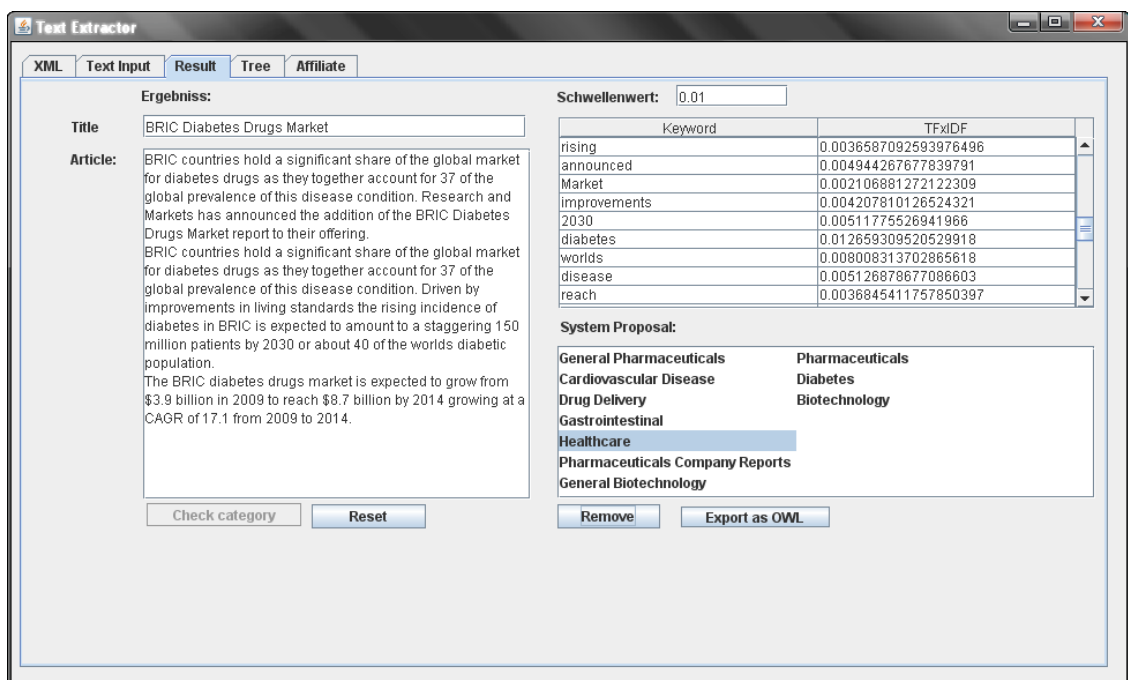 Text Extractor
XML Text Input Result Tree Affiliate
Ergebniss:
Title BRIC Diabetes Drugs Market
Article:
BRIC countries hold a significant share of the global market
for diabetes drugs as they together account for 37 of the
global prevalence of this disease condition. Research and
Markets has announced the addition of the BRIC Diabetes
Drugs Market report to their offering.
BRIC countries hold a significant share of the global market
for diabetes drugs as they together account for 37 of the
global prevalence of this disease condition. Driven by
improvements in living standards the rising incidence of
diabetes in BRIC is expected to amount to a staggering 150
million patients by 2030 or about 40 of the worlds diabetic
population.
The BRIC diabetes drugs market is expected to grow from
$3.9 billion in 2009 to reach $8.7 billion by 2014 growing at a
CAGR of 17.1 from 2009 to 2014.
Check category Reset
Schwellenwert: 0.01
Keyword TFxIDF
rising 0.0036587092593976496
announced 0.004944267677839791
Market 0.002106881272122309
improvements 0.004207810126524321
2030 0.00511775526941966
diabetes 0.012659309520529918
worlds 0.008008313702865618
disease 0.005126878677086603
reach 0.0036845411757850397
System Proposal:
General Pharmaceuticals Pharmaceuticals
Cardiovascular Disease Diabetes
Drug Delivery Biotechnology
Gastrointestinal
Healthcare
Pharmaceuticals Company Reports
General Biotechnology
Remove Export as OWL